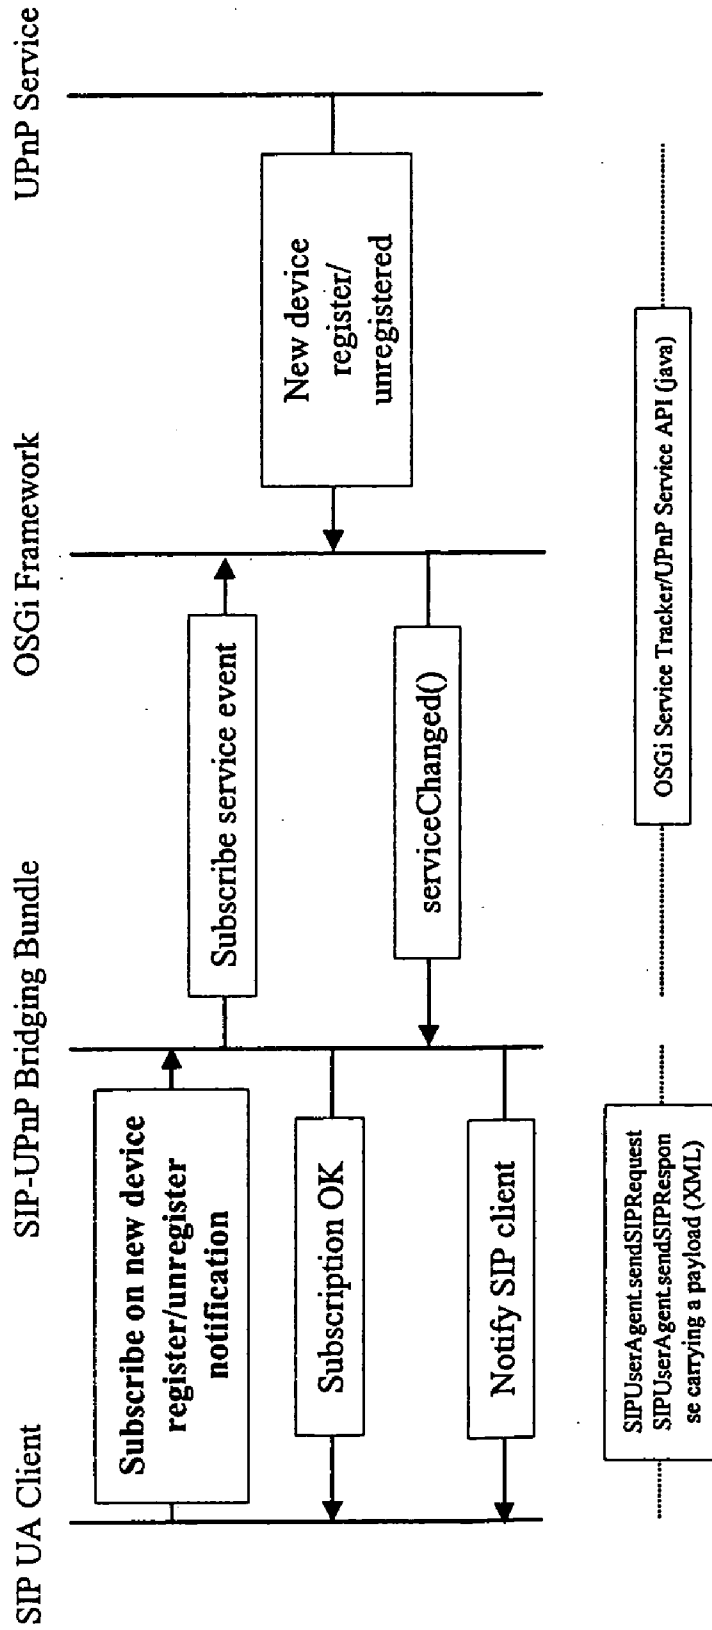 SIP UA Client
SIP-UPnP Bridging Bundle
OSGi Framework
UPnP Service
Subscribe on new device
register/unregister
notification
Subscribe service event
Subscription OK
New device
register/
unregistered
serviceChanged()
Notify SIP client
SIPUserAgent.sendSIPRequest
SIPUserAgent.sendSIPRespon
se carrying a payload (XML)
OSGi Service Tracker/UPnP Service API (java)